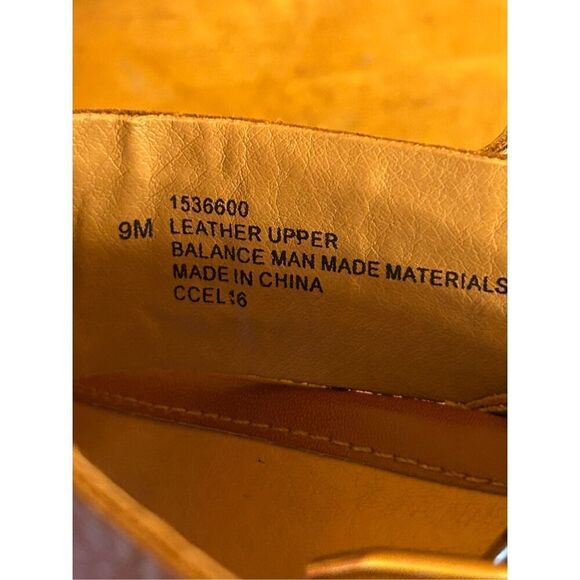 1536600
9M LEATHER UPPER
BALANCE MAN MADE MATERIALS
MADE IN CHINA
CCEL16